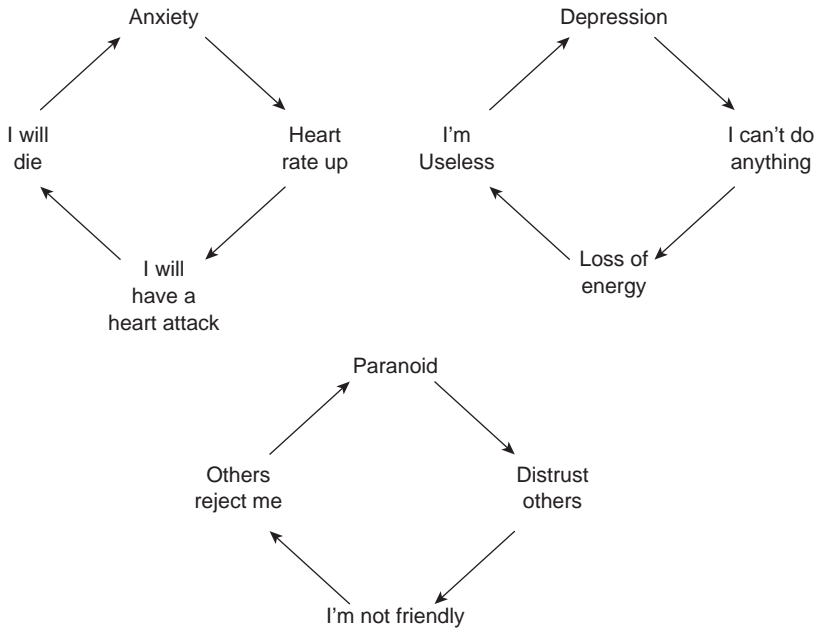 Anxiety
Heart
rate up
I will
have a
heart attack
I will
die
Depression
I can't do
anything
Loss of
energy
I'm
Useless
Paranoid
Distrust
others
I'm not friendly
Others
reject me